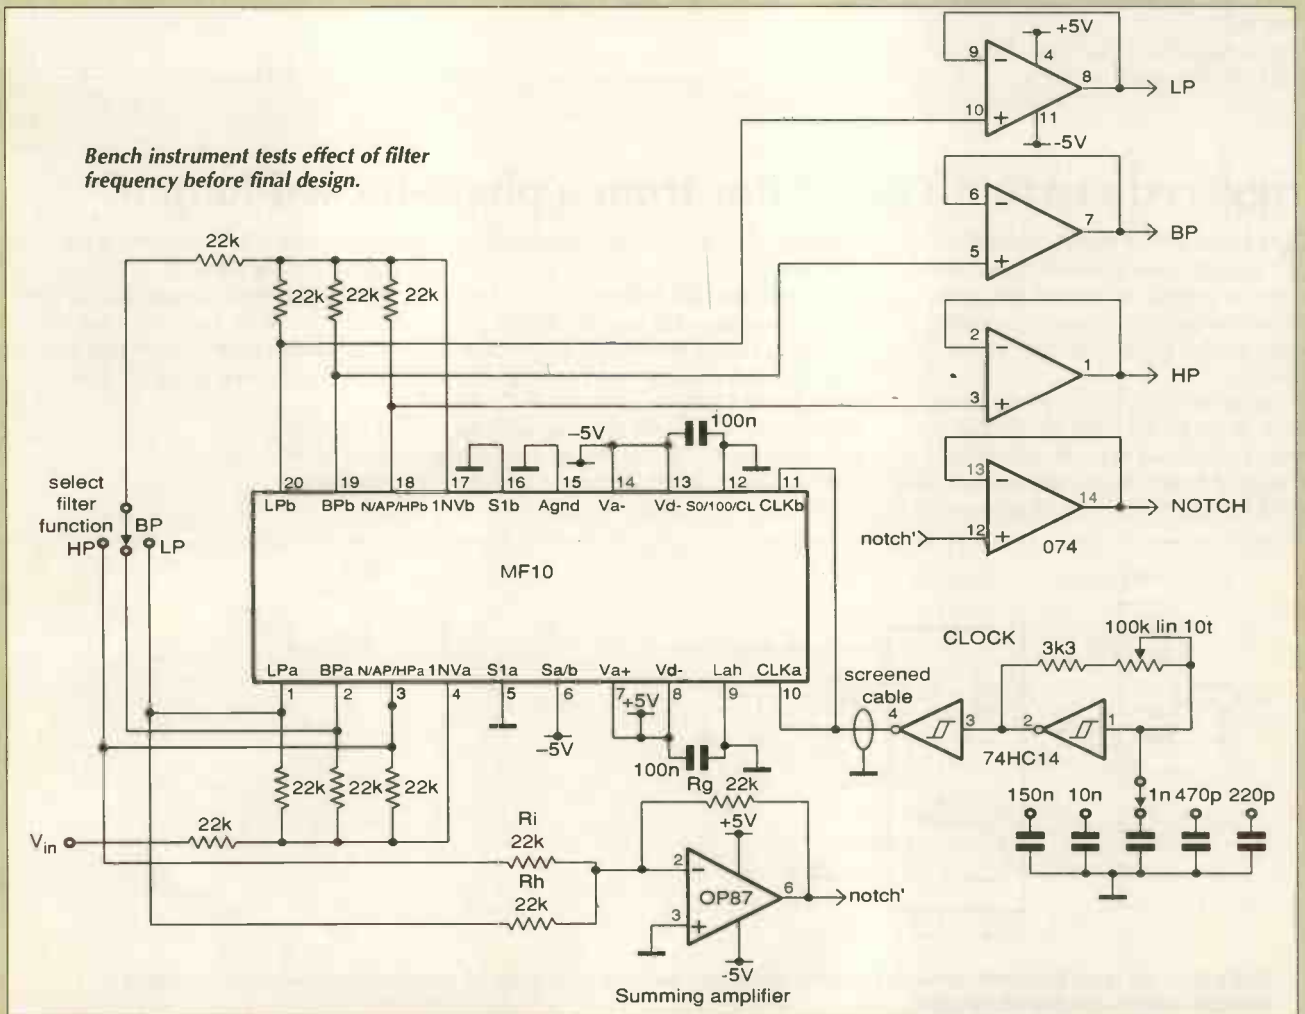 +5V
9
−
4
8
LP
10
+
11
-5V
Bench instrument tests effect of filter
frequency before final design.
6
−
7
BP
5
+
22k
22k
22k
22k
2
−
1
HP
3
+
100n
−5V
13
−
14
NOTCH
notch'
12
+
074
select
filter
function
BP
HP
LP
20
19
18
17
16
15
14
13
12
11
LPb
BPb
N/AP/HPb
1NVb
S1b
Agnd
Va-
Vd-
S0/100/CL
CLKb
MF10
LPa
BPa
N/AP/HPa
1NVa
S1a
Sa/b
Va+
Vd-
Lah
CLKa
1
2
3
4
5
6
7
8
9
10
+5V
−5V
100n
CLOCK
100k lin 10t
3k3
screened
cable
4
3
2
1
74HC14
150n
10n
1n
470p
220p
22k
22k
22k
22k
Vin
Rg
22k
+5V
Ri
22k
Rh
22k
2
−
3
+
OP87
6
notch'
-5V
Summing amplifier